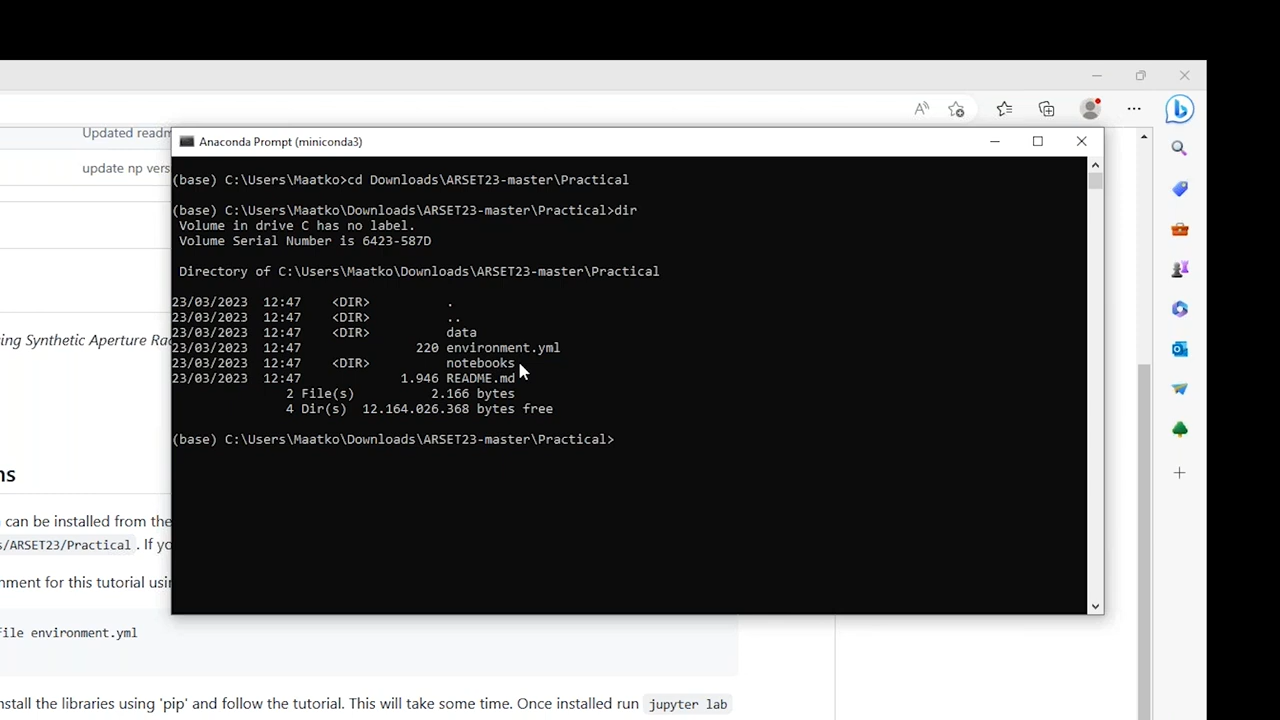 Updated readm
Anaconda Prompt (miniconda3)
update np vers
(base) C:\Users\Maatko>cd Downloads\ARSET23-master\Practical
(base) C:\Users\Maatko\Downloads\ARSET23-master\Practical>dir
Volume in drive C has no label.
Volume Serial Number is 6423-587D
Directory of C:\Users\Maatko\Downloads\ARSET23-master\Practical
23/03/2023  12:47    <DIR>          .
23/03/2023  12:47    <DIR>          ..
23/03/2023  12:47    <DIR>          data
23/03/2023  12:47               220 environment.yml
23/03/2023  12:47    <DIR>          notebooks
23/03/2023  12:47             1.946 README.md
2 File(s)          2.166 bytes
4 Dir(s)  12.164.026.368 bytes free
(base) C:\Users\Maatko\Downloads\ARSET23-master\Practical>
ing Synthetic Aperture Rad
ns
can be installed from the
s/ARSET23/Practical . If yo
nment for this tutorial usin
file environment.yml
nstall the libraries using 'pip' and follow the tutorial. This will take some time. Once installed run jupyter lab